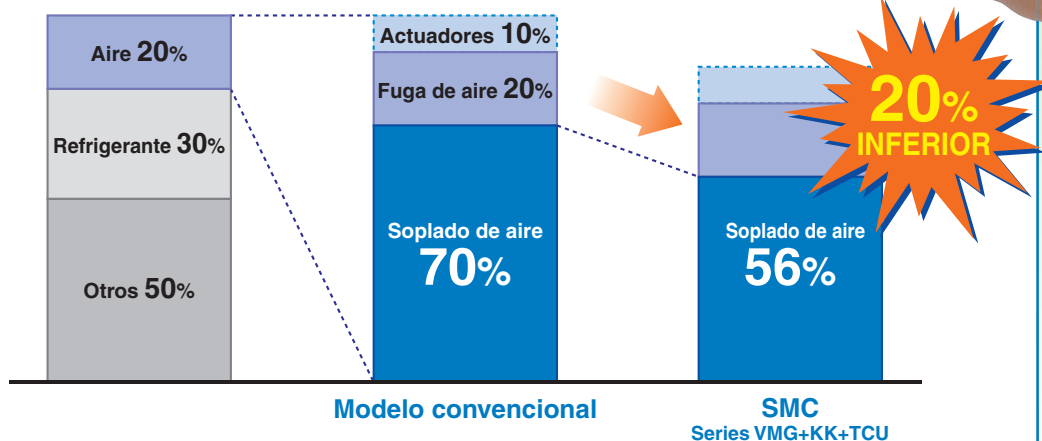 Aire 20%
Refrigerante 30%
Otros 50%
Actuadores 10%
Fuga de aire 20%
Soplado de aire
70%
Modelo convencional
Soplado de aire
56%
SMC
Series VMG+KK+TCU
20%
INFERIOR